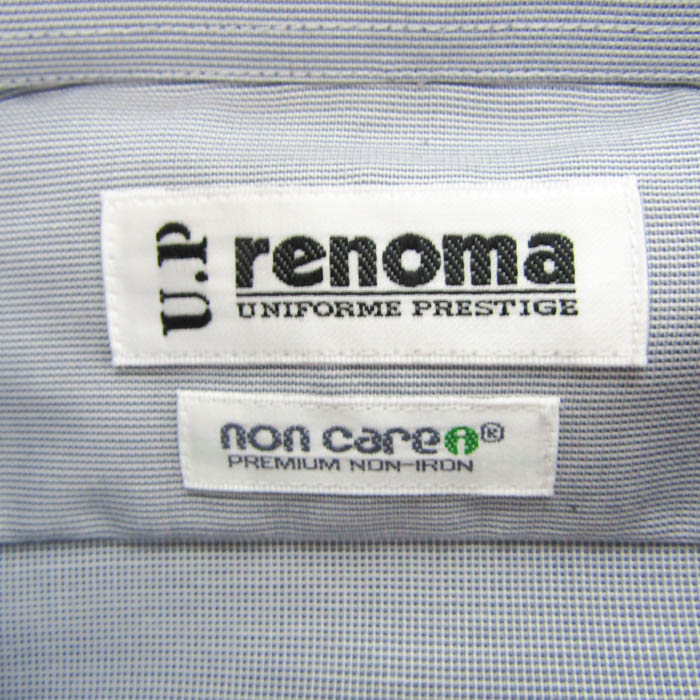 U.P
renoma
UNIFORME PRESTIGE
non care i®
PREMIUM NON-IRON